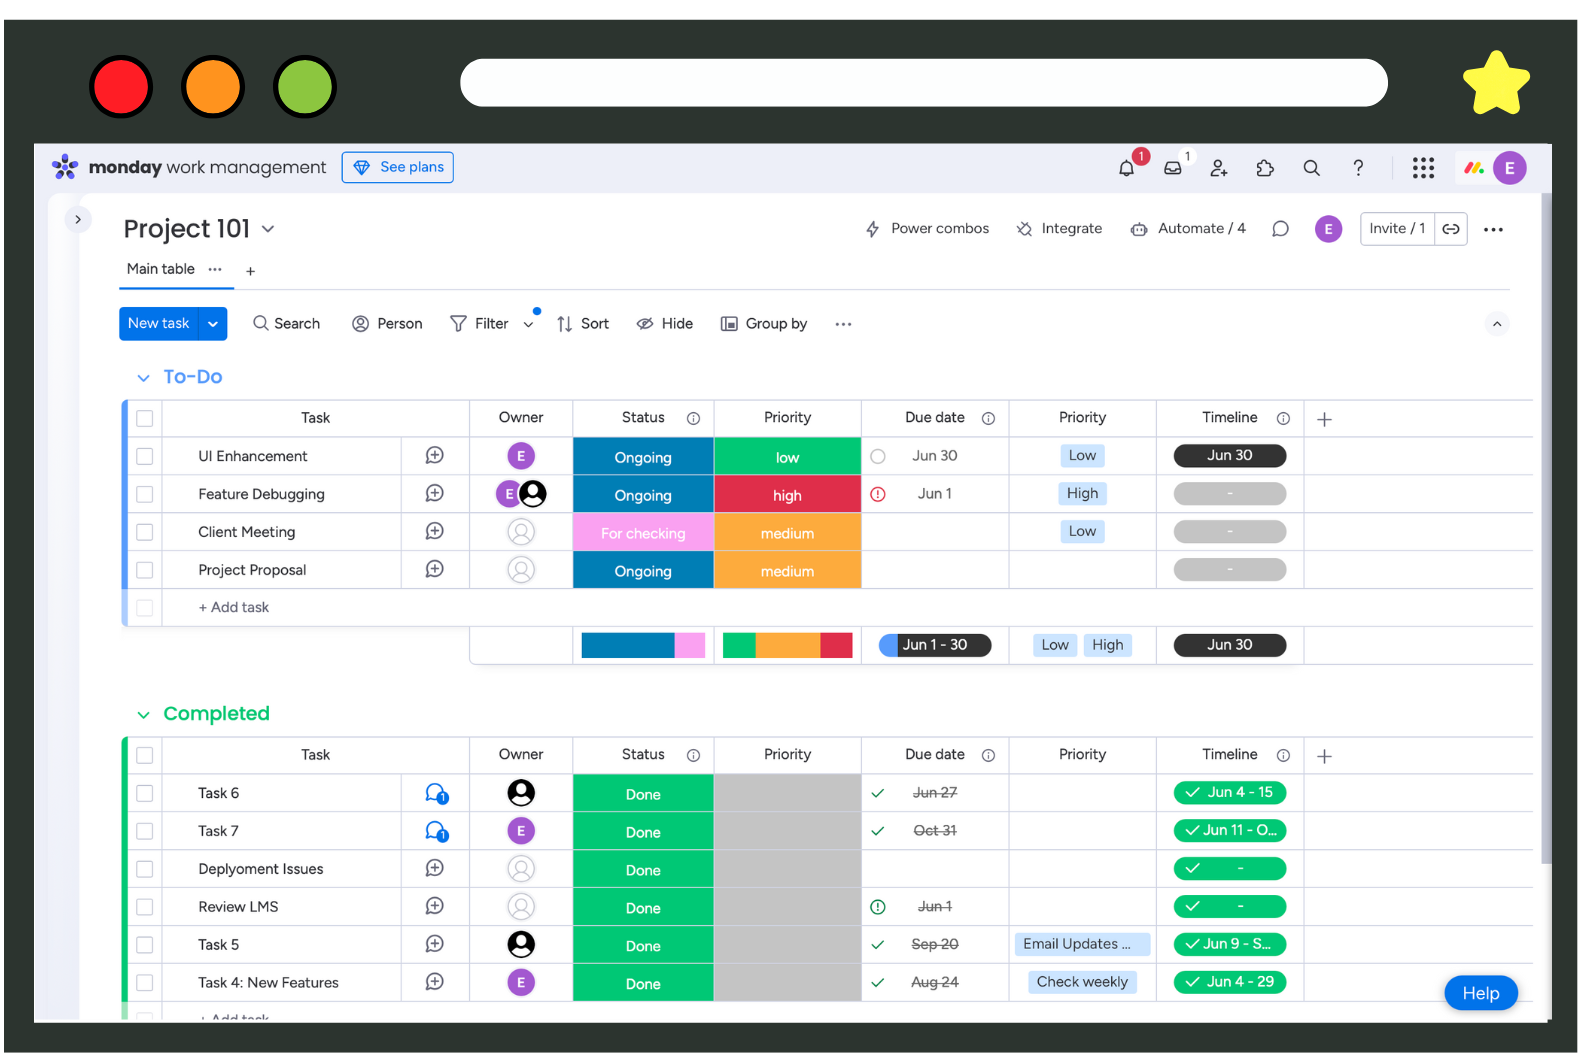 monday work management See plans 1 1 ? E
Project 101 Power combos Integrate Automate / 4 E Invite / 1
Main table +
New task Search Person Filter Sort Hide Group by
To-Do
Task Owner Status Priority Due date Priority Timeline +
UI Enhancement E Ongoing low Jun 30 Low Jun 30
Feature Debugging E Ongoing high Jun 1 High -
Client Meeting For checking medium Low -
Project Proposal Ongoing medium -
+ Add task
Jun 1 - 30 Low High Jun 30
Completed
Task Owner Status Priority Due date Priority Timeline +
Task 6 1 Done Jun 27 Jun 4 - 15
Task 7 1 E Done Oct 31 Jun 11 - O...
Deplyoment Issues Done -
Review LMS Done Jun 1 -
Task 5 Done Sep 20 Email Updates ... Jun 9 - S...
Task 4: New Features E Done Aug 24 Check weekly Jun 4 - 29
Help
+ Add task